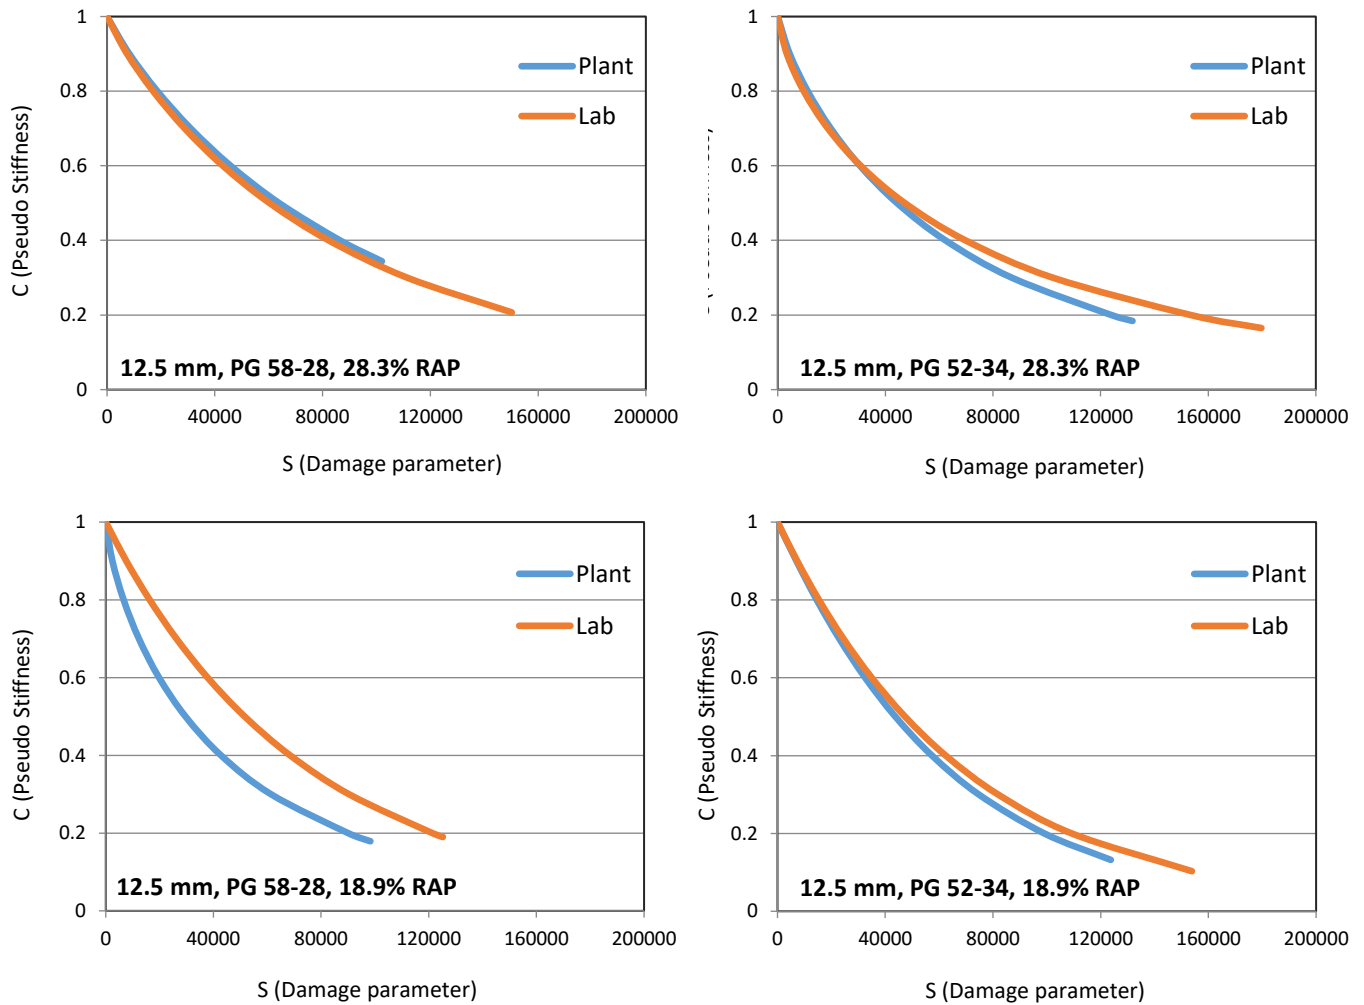 1
0.8
0.6
0.4
0.2
0
C (Pseudo Stiffness)
Plant
Lab
12.5 mm, PG 58-28, 28.3% RAP
0 40000 80000 120000 160000 200000
S (Damage parameter)
1
0.8
0.6
0.4
0.2
0
Plant
Lab
12.5 mm, PG 52-34, 28.3% RAP
0 40000 80000 120000 160000 200000
S (Damage parameter)
1
0.8
0.6
0.4
0.2
0
C (Pseudo Stiffness)
Plant
Lab
12.5 mm, PG 58-28, 18.9% RAP
0 40000 80000 120000 160000 200000
S (Damage parameter)
1
0.8
0.6
0.4
0.2
0
C (Pseudo Stiffness)
Plant
Lab
12.5 mm, PG 52-34, 18.9% RAP
0 40000 80000 120000 160000 200000
S (Damage parameter)